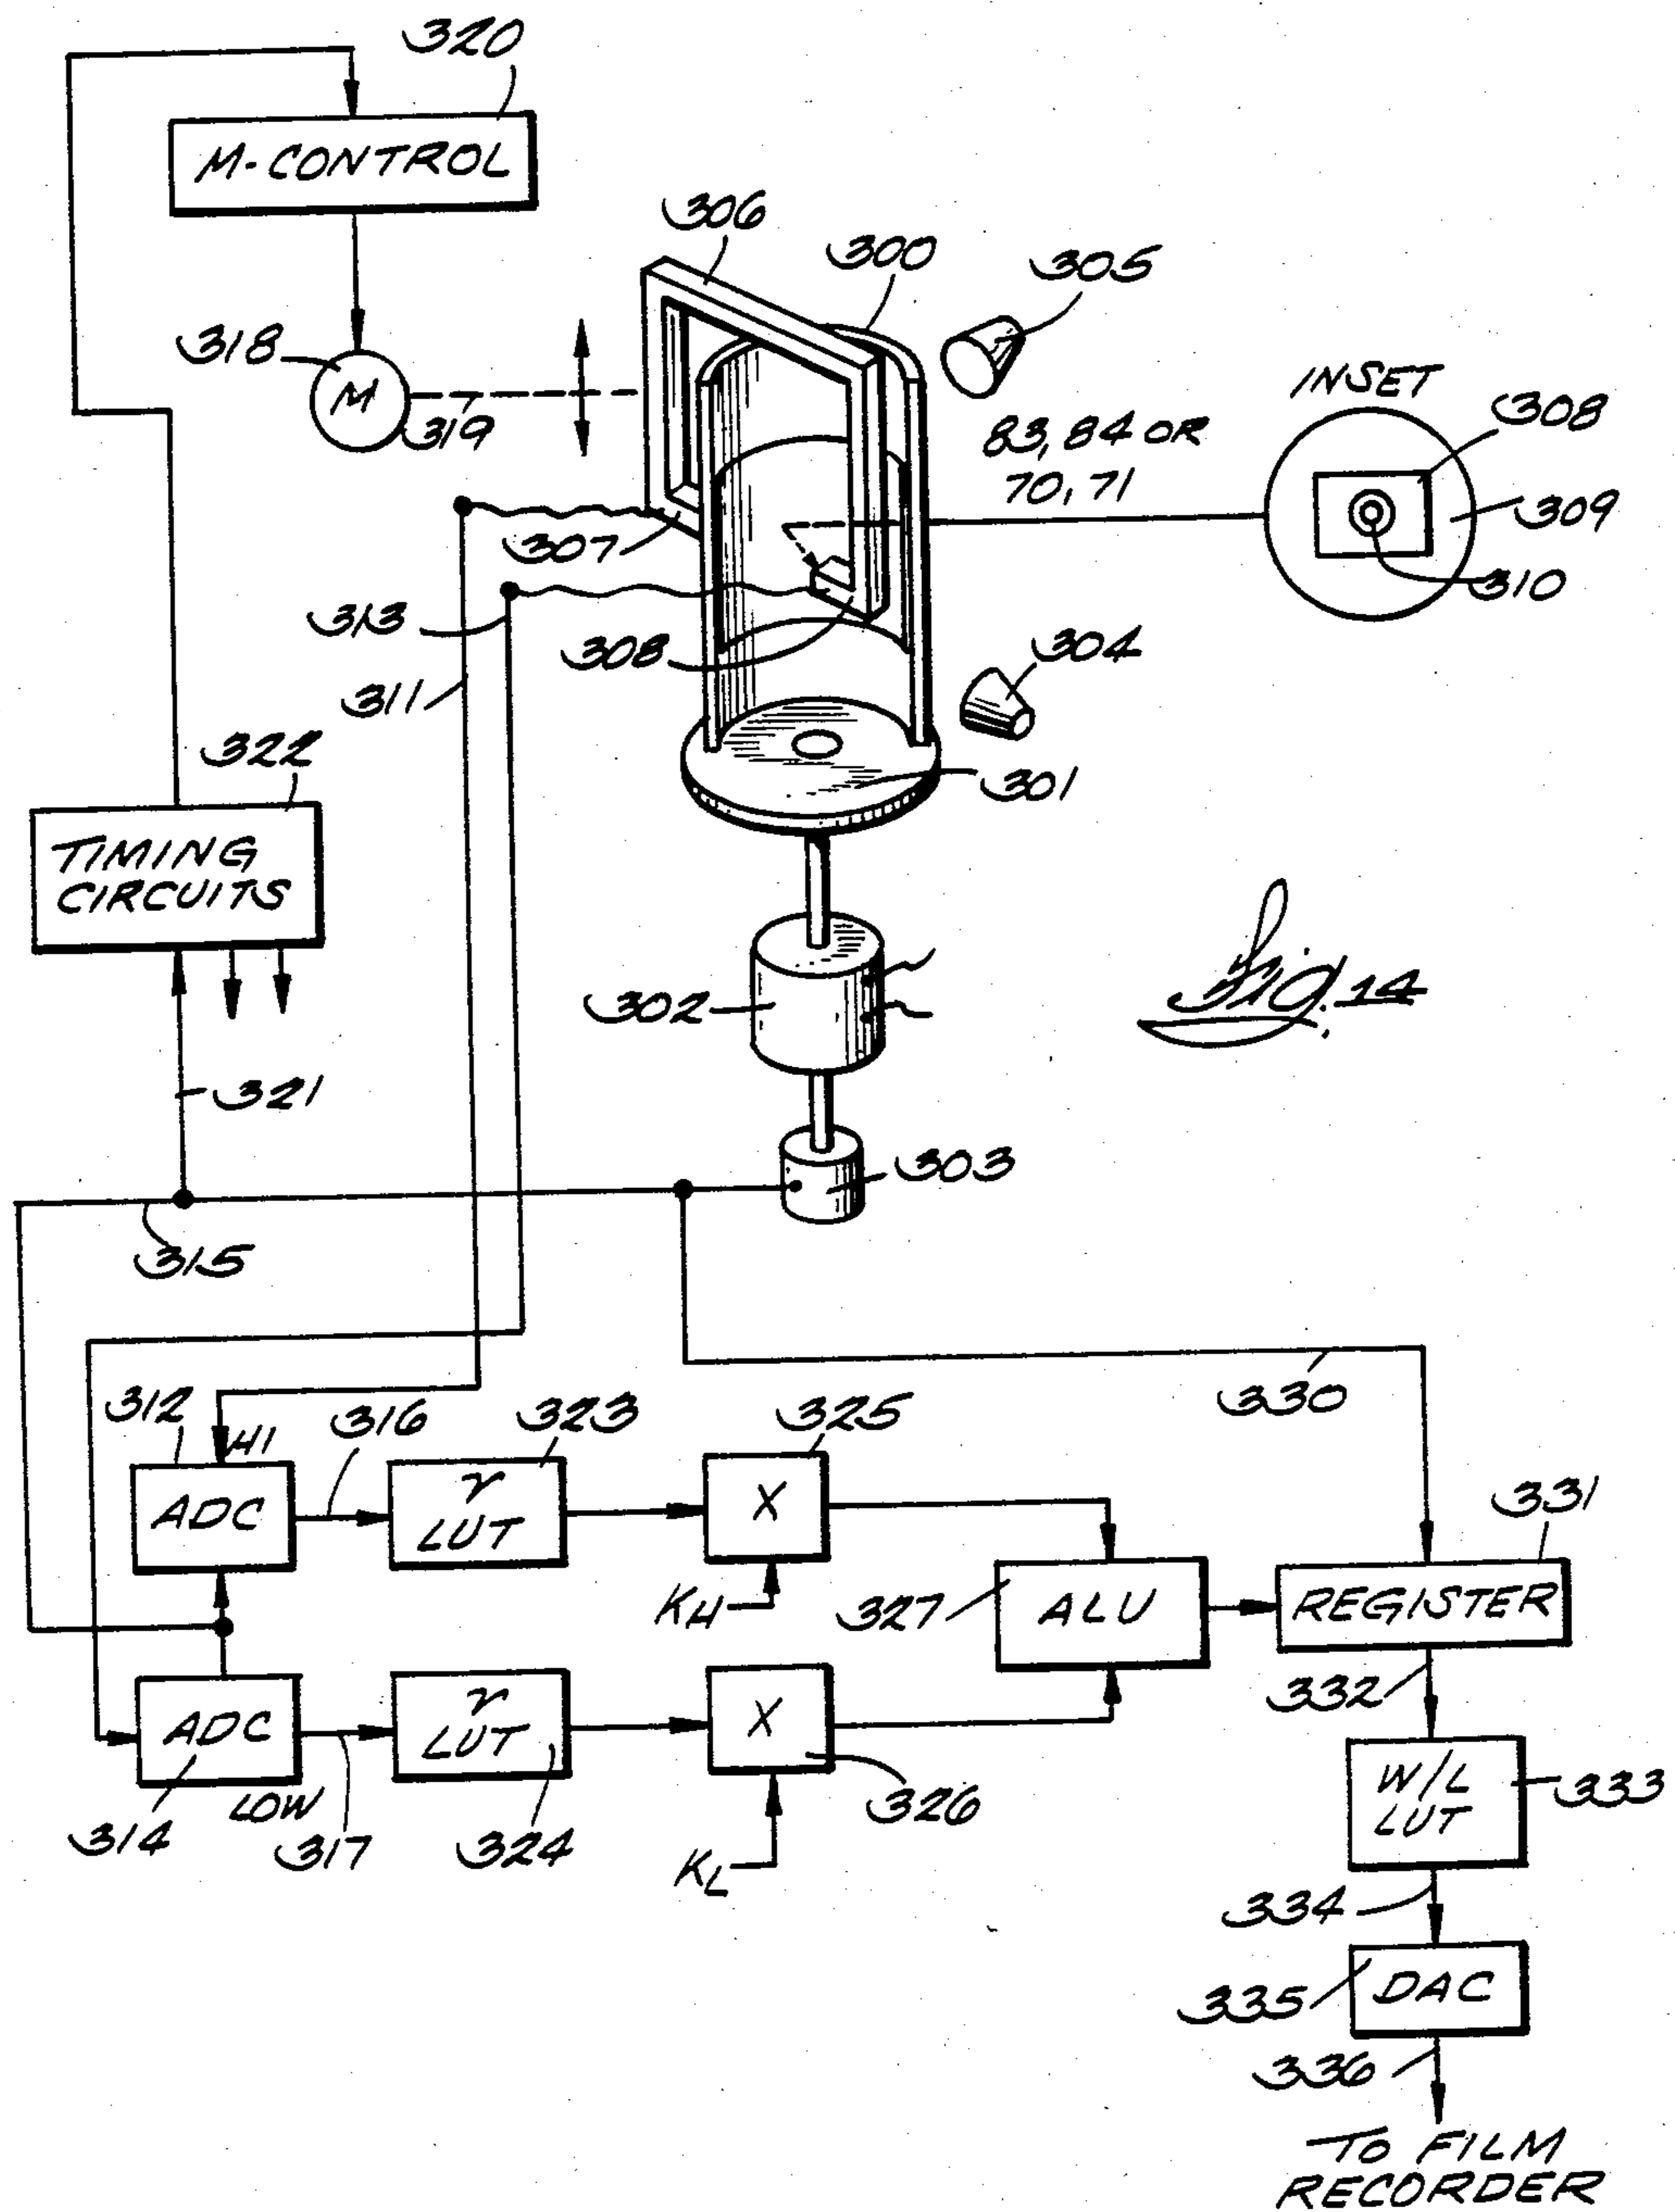 320
M-CONTROL
306
300
305
318
M
319
INSET
308
83, 84 OR
70, 71
309
307
310
313
308
304
311
322
301
TIMING
CIRCUITS
302
Fig. 14
321
303
315
330
312
HI
316
323
325
ADC
γ
LUT
X
331
KH
327
ALU
REGISTER
332
ADC
γ
LUT
X
W/L
LUT
333
LOW
314
317
324
326
KL
334
335
DAC
336
TO FILM
RECORDER